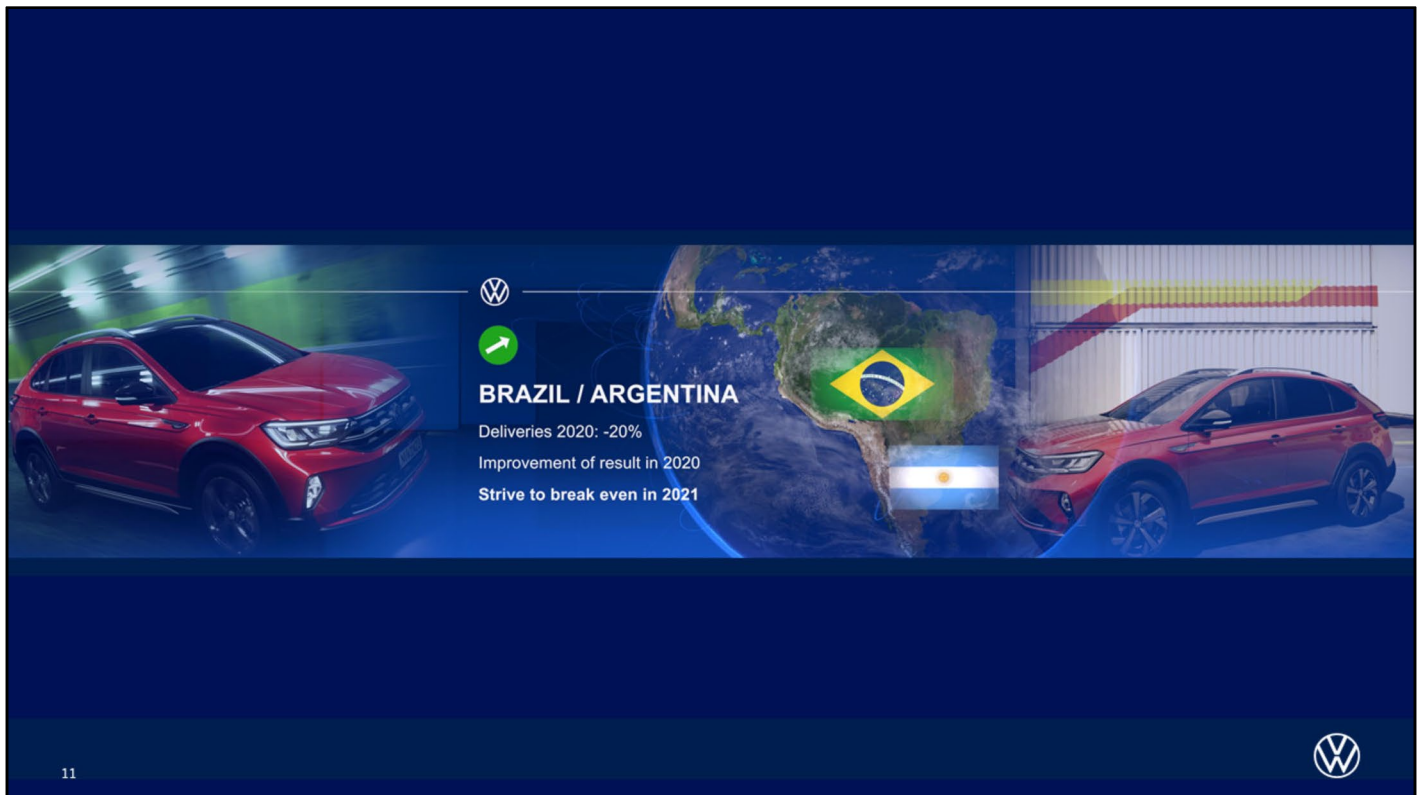 BRAZIL / ARGENTINA
Deliveries 2020: -20%
Improvement of result in 2020
Strive to break even in 2021
11